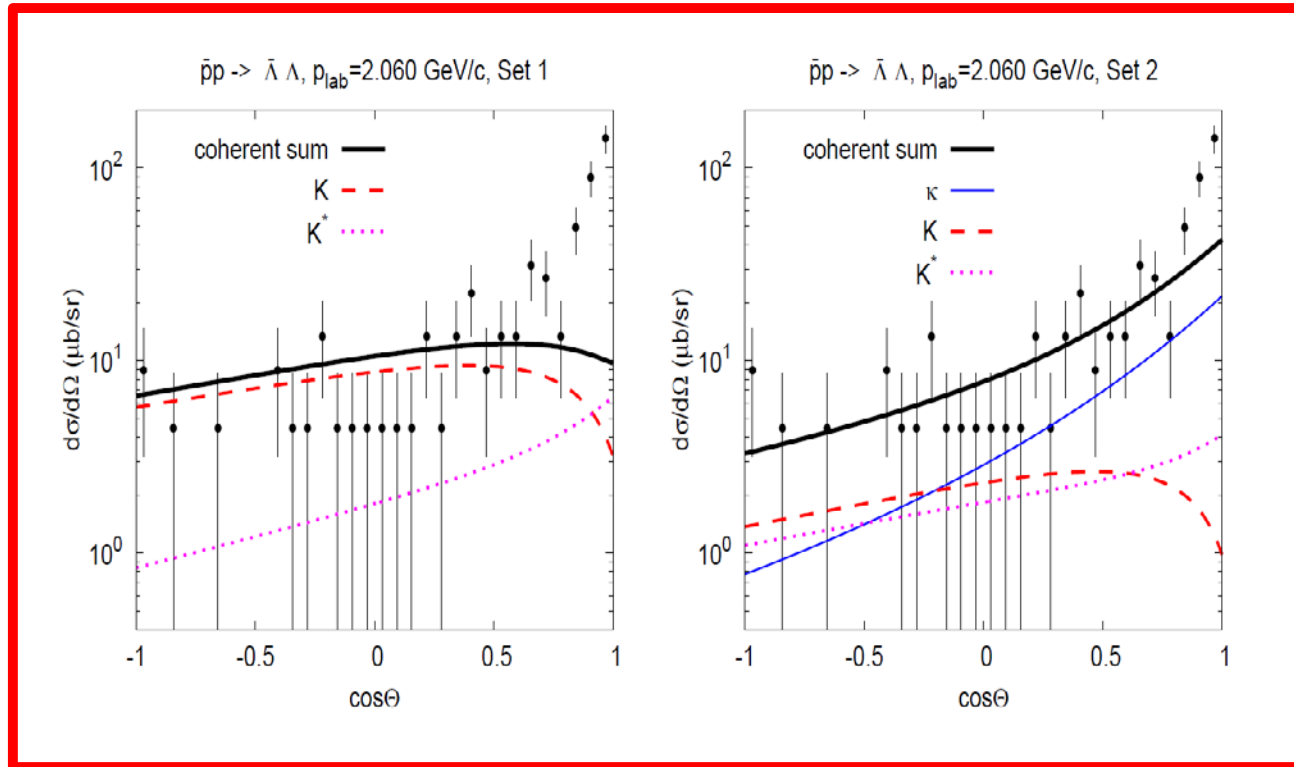 p̄p -> Λ̄ Λ, p_lab=2.060 GeV/c, Set 1
coherent sum
K
K*
10²
10¹
10⁰
dσ/dΩ (μb/sr)
-1 -0.5 0 0.5 1
cosΘ
p̄p -> Λ̄ Λ, p_lab=2.060 GeV/c, Set 2
coherent sum
κ
K
K*
10²
10¹
10⁰
dσ/dΩ (μb/sr)
-1 -0.5 0 0.5 1
cosΘ